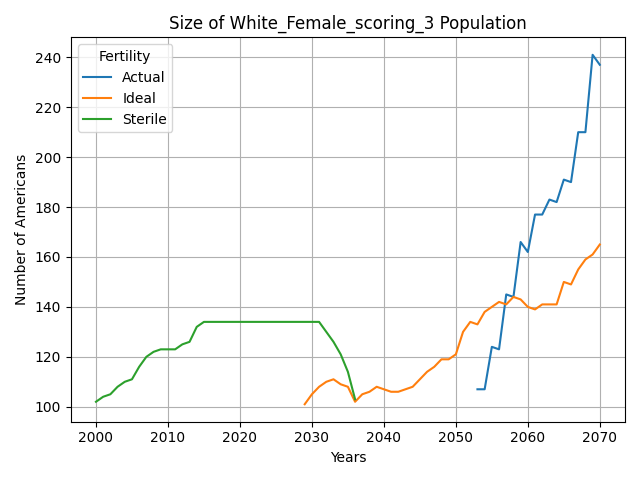 Size of White_Female_scoring_3 Population
Fertility
Actual
Ideal
Sterile
Number of Americans
240
220
200
180
160
140
120
100
2000 2010 2020 2030 2040 2050 2060 2070
Years